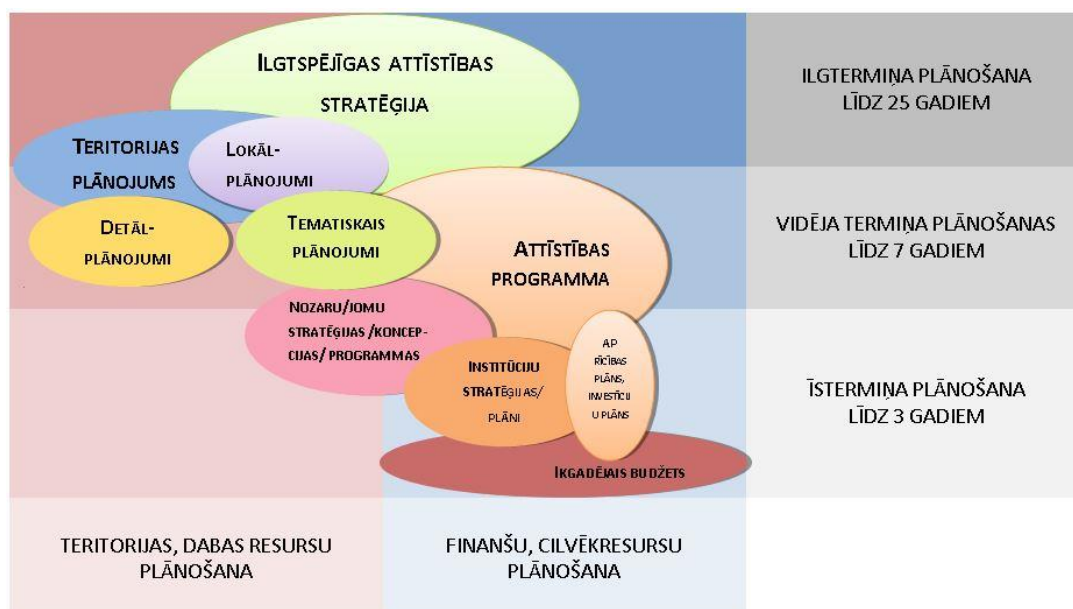 ILGTSPĒJĪGAS ATTĪSTĪBAS
STRATĒĢIJA
ILGTERMIŅA PLĀNOŠANA
LĪDZ 25 GADIEM
TERITORIJAS
PLĀNOJUMS
LOKĀL-
PLĀNOJUMI
DETĀL-
PLĀNOJUMI
TEMATISKAIS
PLĀNOJUMI
ATTĪSTĪBAS
PROGRAMMA
VIDĒJA TERMIŅA PLĀNOŠANAS
LĪDZ 7 GADIEM
NOZARU/JOMU
STRATĒĢIJAS /KONCEP-
CIJAS/ PROGRAMMAS
INSTITŪCIJU
STRATĒĢIJAS/
PLĀNI
AP
RĪCĪBAS
PLĀNS,
INVESTĪCIJ
U PLĀNS
ĪSTERMIŅA PLĀNOŠANA
LĪDZ 3 GADIEM
IKGADĒJAIS BUDŽETS
TERITORIJAS, DABAS RESURSU
PLĀNOŠANA
FINANŠU, CILVĒKRESURSU
PLĀNOŠANA